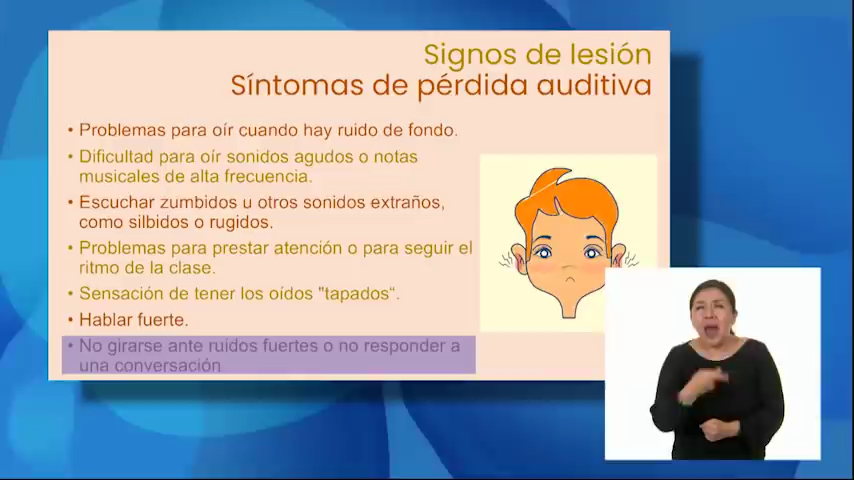 Signos de lesión
Síntomas de pérdida auditiva
• Problemas para oír cuando hay ruido de fondo.
• Dificultad para oír sonidos agudos o notas
musicales de alta frecuencia.
• Escuchar zumbidos u otros sonidos extraños,
como silbidos o rugidos.
• Problemas para prestar atención o para seguir el
ritmo de la clase.
• Sensación de tener los oídos "tapados“.
• Hablar fuerte.
• No girarse ante ruidos fuertes o no responder a
una conversación